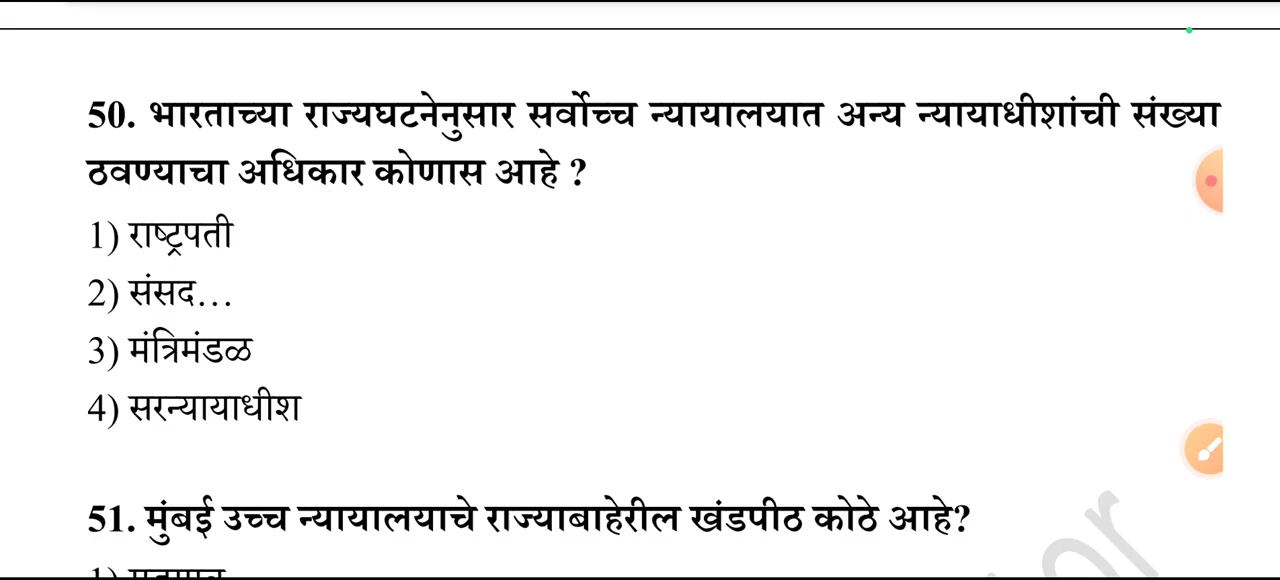 50. भारताच्या राज्यघटनेनुसार सर्वोच्च न्यायालयात अन्य न्यायाधीशांची संख्या
ठवण्याचा अधिकार कोणास आहे ?
1) राष्ट्रपती
2) संसद...
3) मंत्रिमंडळ
4) सरन्यायाधीश
51. मुंबई उच्च न्यायालयाचे राज्याबाहेरील खंडपीठ कोठे आहे?